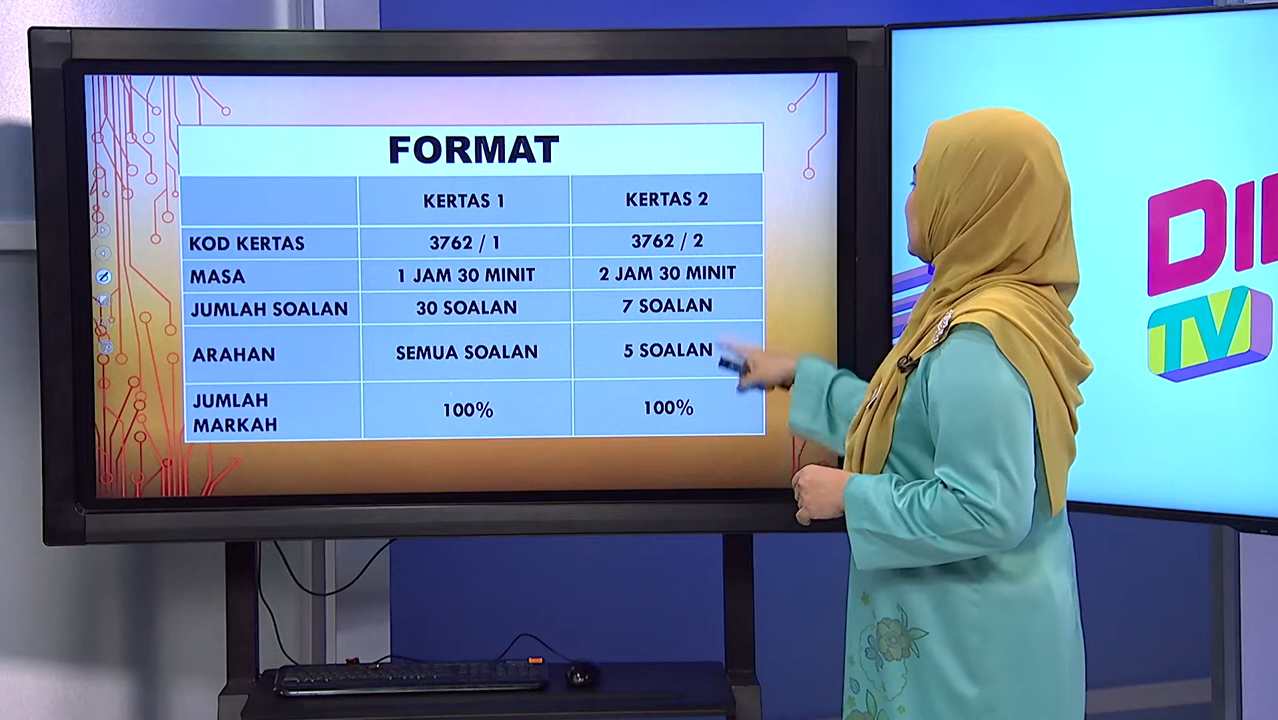 FORMAT
KERTAS 1 KERTAS 2
KOD KERTAS 3762 / 1 3762 / 2
MASA 1 JAM 30 MINIT 2 JAM 30 MINIT
JUMLAH SOALAN 30 SOALAN 7 SOALAN
ARAHAN SEMUA SOALAN 5 SOALAN
JUMLAH
MARKAH 100% 100%
TV